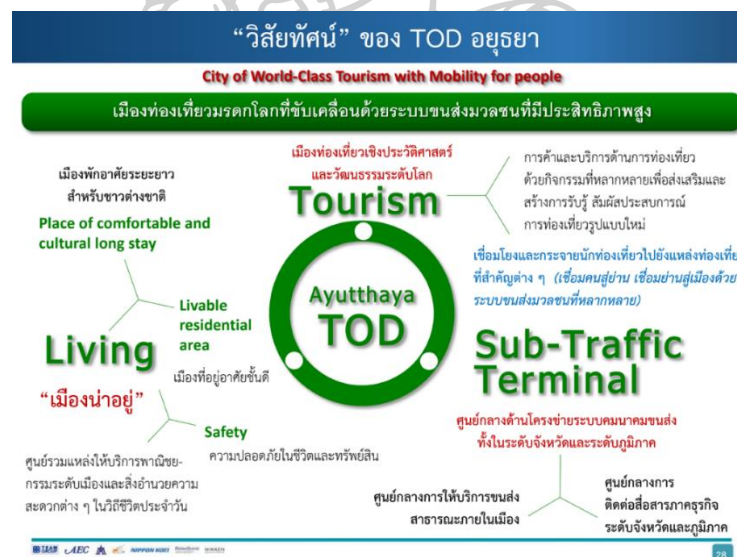 “วิสัยทัศน์” ของ TOD อยุธยา
City of World-Class Tourism with Mobility for people
เมืองท่องเที่ยวมรดกโลกที่ขับเคลื่อนด้วยระบบขนส่งมวลชนที่มีประสิทธิภาพสูง
เมืองท่องเที่ยวเชิงประวัติศาสตร์
และวัฒนธรรมระดับโลก
Tourism
การค้าและบริการด้านการท่องเที่ยว
ด้วยกิจกรรมที่หลากหลายเพื่อส่งเสริมและ
สร้างการรับรู้ สัมผัสประสบการณ์
การท่องเที่ยวรูปแบบใหม่
เชื่อมโยงและกระจายนักท่องเที่ยวไปยังแหล่งท่องเที่ย
ที่สำคัญต่าง ๆ (เชื่อมคนสู่ย่าน เชื่อมย่านสู่เมืองด้วย
ระบบขนส่งมวลชนที่หลากหลาย)
เมืองพักอาศัยระยะยาว
สำหรับชาวต่างชาติ
Place of comfortable and
cultural long stay
Livable
residential
area
Living
เมืองที่อยู่อาศัยชั้นดี
“เมืองน่าอยู่”
Safety
ความปลอดภัยในชีวิตและทรัพย์สิน
ศูนย์รวมแหล่งให้บริการพาณิชย-
กรรมระดับเมืองและสิ่งอำนวยความ
สะดวกต่าง ๆ ในวิถีชีวิตประจำวัน
Ayutthaya
TOD
Sub-Traffic
Terminal
ศูนย์กลางด้านโครงข่ายระบบคมนาคมขนส่ง
ทั้งในระดับจังหวัดและระดับภูมิภาค
ศูนย์กลางการให้บริการขนส่ง
สาธารณะภายในเมือง
ศูนย์กลางการ
ติดต่อสื่อสารภาคธุรกิจ
ระดับจังหวัดและภูมิภาค
TEAM AEC NIPPON KOEI NIKKEN
28